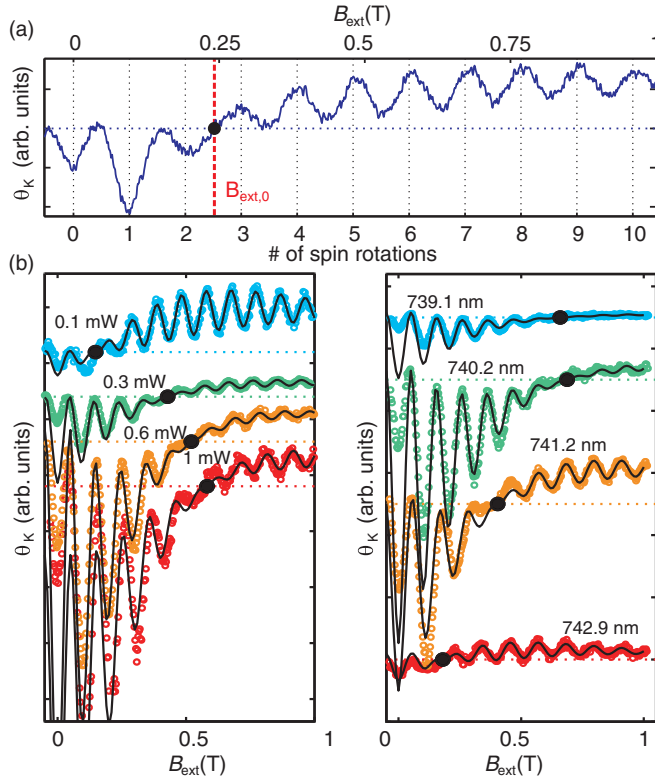 (a)
B_ext(T)
0 0.25 0.5 0.75 1
θ_K (arb. units)
B_ext,0
0 1 2 3 4 5 6 7 8 9 10
# of spin rotations
(b)
0.1 mW
0.3 mW
0.6 mW
1 mW
θ_K (arb. units)
0 0.5 1
B_ext(T)
739.1 nm
740.2 nm
741.2 nm
742.9 nm
θ_K (arb. units)
0 0.5 1
B_ext(T)